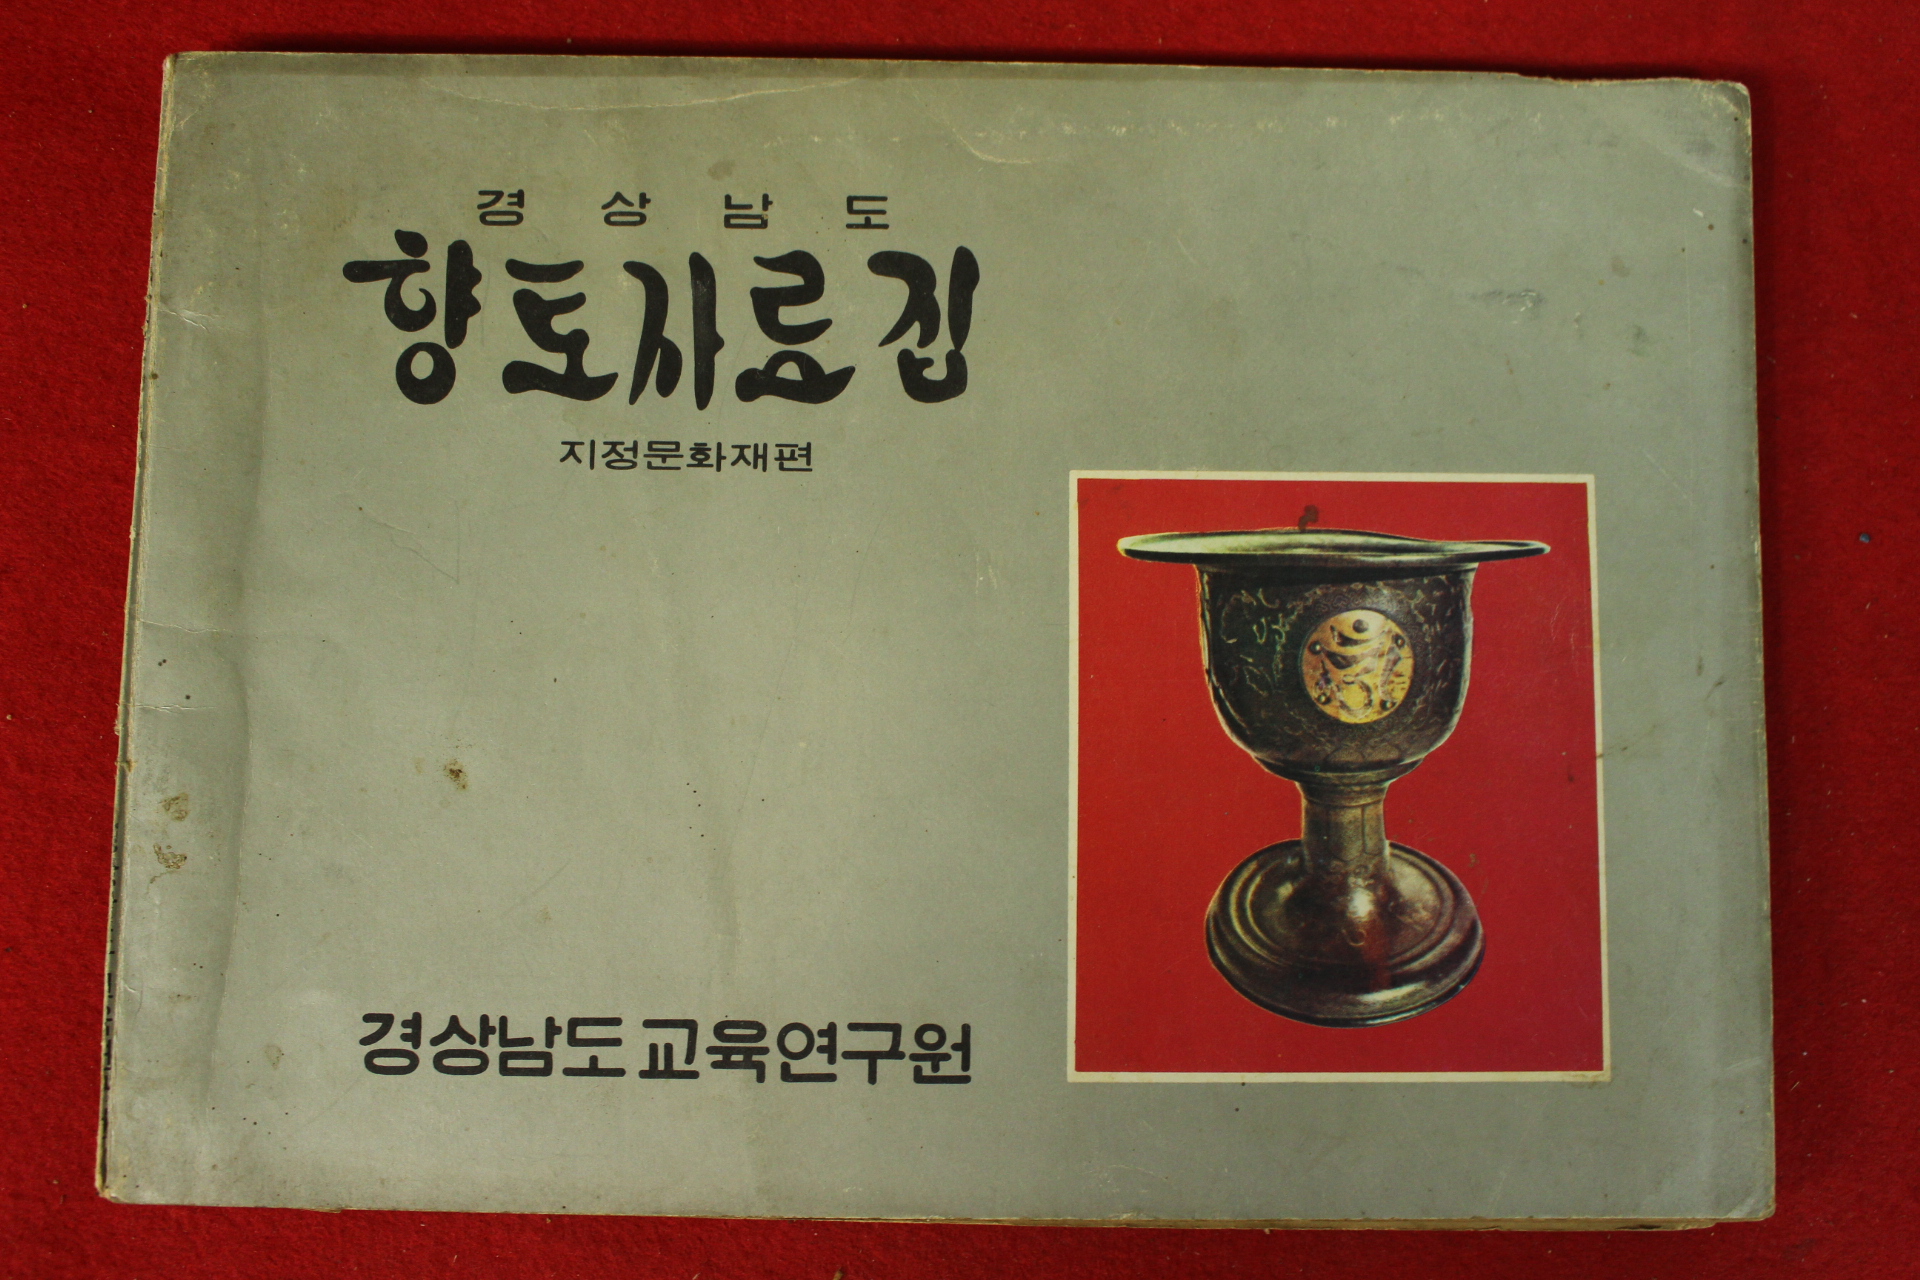 경 상 남 도
향토자료집
지정문화재편
경상남도교육연구원